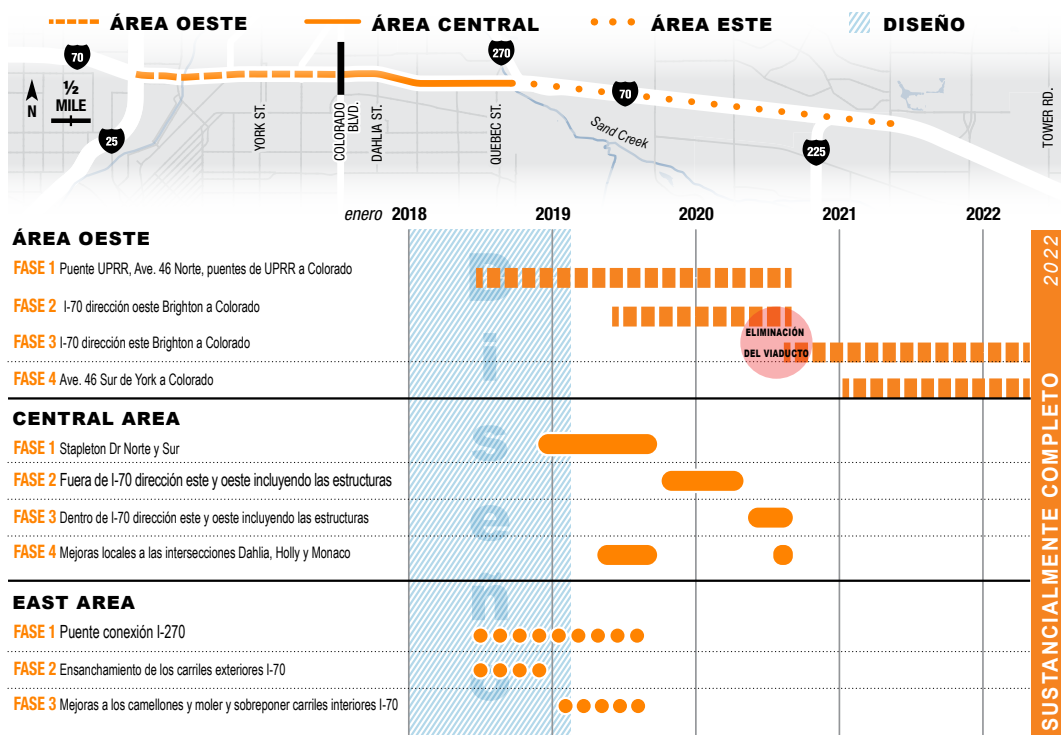 ÁREA OESTE
ÁREA CENTRAL
ÁREA ESTE
DISEÑO
70
270
N
½
MILE
25
YORK ST.
COLORADO
BLVD.
DAHLIA ST.
QUEBEC ST.
Sand Creek
70
225
TOWER RD.
enero 2018 2019 2020 2021 2022
Diseño
ÁREA OESTE
FASE 1 Puente UPRR, Ave. 46 Norte, puentes de UPRR a Colorado
FASE 2 I-70 dirección oeste Brighton a Colorado
FASE 3 I-70 dirección este Brighton a Colorado
FASE 4 Ave. 46 Sur de York a Colorado
ELIMINACIÓN
DEL VIADUCTO
CENTRAL AREA
FASE 1 Stapleton Dr Norte y Sur
FASE 2 Fuera de I-70 dirección este y oeste incluyendo las estructuras
FASE 3 Dentro de I-70 dirección este y oeste incluyendo las estructuras
FASE 4 Mejoras locales a las intersecciones Dahlia, Holly y Monaco
EAST AREA
FASE 1 Puente conexión I-270
FASE 2 Ensanchamiento de los carriles exteriores I-70
FASE 3 Mejoras a los camellones y moler y sobreponer carriles interiores I-70
SUSTANCIALMENTE COMPLETO 2022